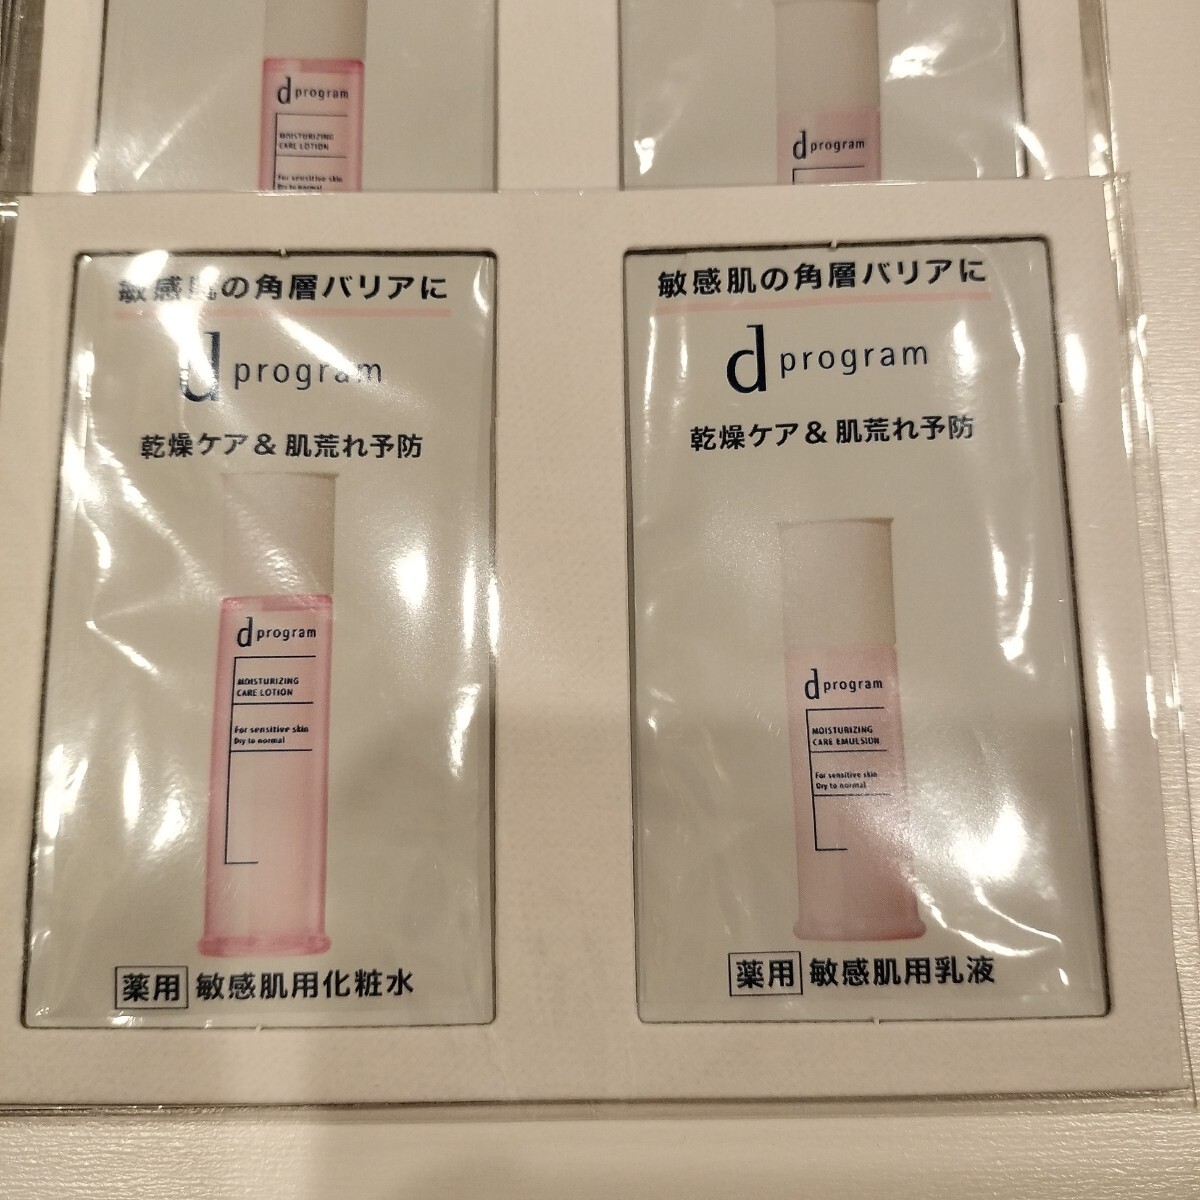 d program
MOISTURIZING
CARE LOTION
For sensitive skin
Dry to normal
d program
敏感肌の角層バリアに
d program
乾燥ケア&肌荒れ予防
d program
MOISTURIZING
CARE LOTION
For sensitive skin
Dry to normal
薬用 敏感肌用化粧水
敏感肌の角層バリアに
d program
乾燥ケア&肌荒れ予防
d program
MOISTURIZING
CARE EMULSION
For sensitive skin
Dry to normal
薬用 敏感肌用乳液